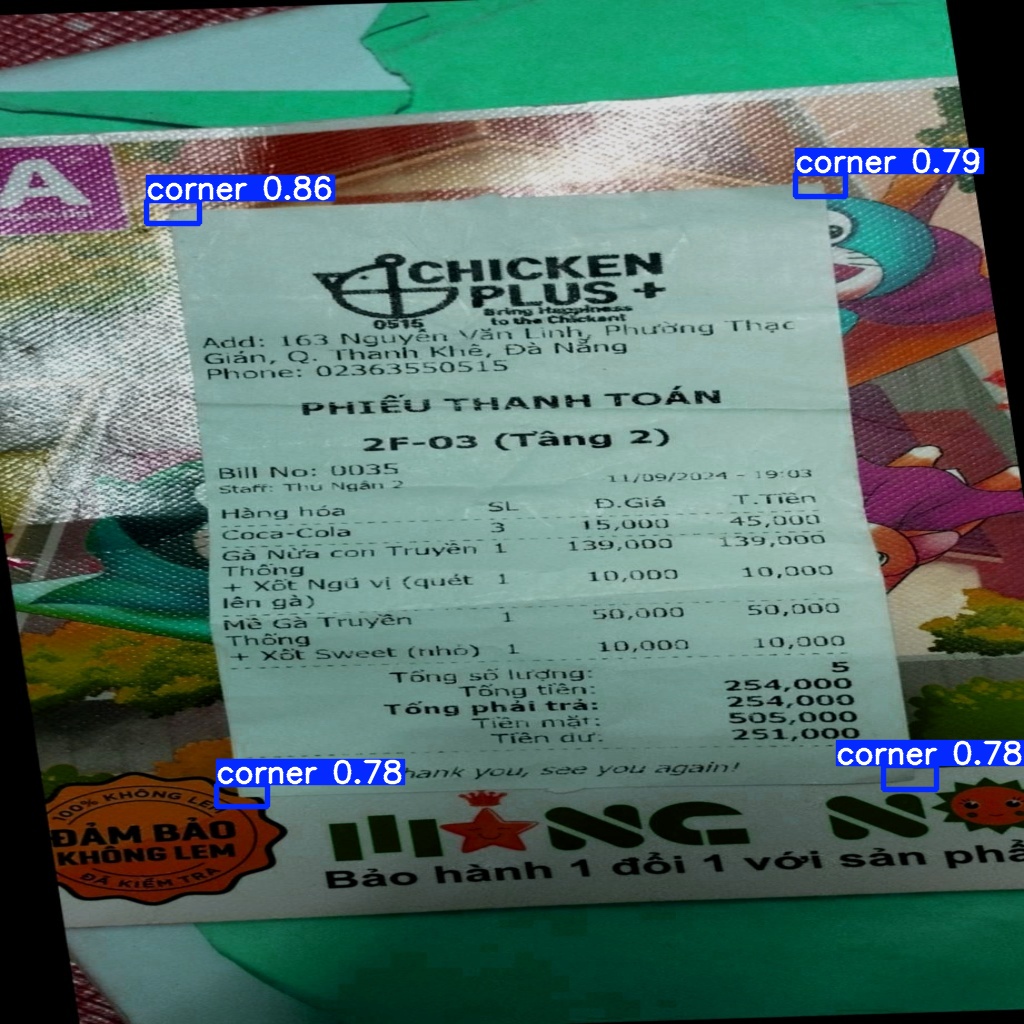 corner 0.86
corner 0.79
A
CHICKEN
PLUS +
Bring Happiness
to the Chicken!
0515
Add: 163 Nguyễn Văn Linh, Phường Thạc
Gián, Q. Thanh Khê, Đà Nẵng
Phone: 02363550515
PHIẾU THANH TOÁN
2F-03 (Tầng 2)
Bill No: 0035
Staff: Thu Ngân 2 11/09/2024 - 19:03
Hàng hóa SL Đ.Giá T.Tiền
Coca-Cola 3 15,000 45,000
Gà Nửa con Truyền 1 139,000 139,000
Thống
+ Xốt Ngũ vị (quét 1 10,000 10,000
lên gà)
Mề Gà Truyền 1 50,000 50,000
Thống
+ Xốt Sweet (nhỏ) 1 10,000 10,000
Tổng số lượng: 5
Tổng tiền: 254,000
Tổng phải trả: 254,000
Tiền mặt: 505,000
Tiền dư: 251,000
corner 0.78
corner 0.78
hank you, see you again!
100% KHÔNG LEM
ĐẢM BẢO
KHÔNG LEM
ĐÃ KIỂM TRA
Bảo hành 1 đổi 1 với sản phẩ